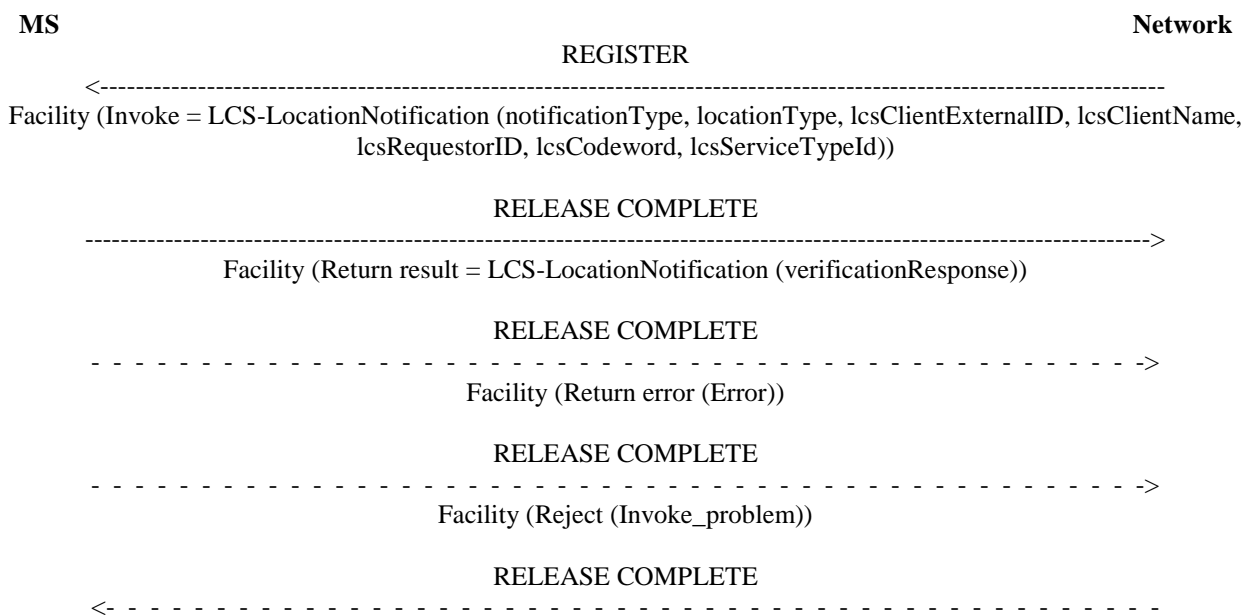 MS Network
REGISTER
<------------------------------------------------------------------------------------------------------------------------
Facility (Invoke = LCS-LocationNotification (notificationType, locationType, lcsClientExternalID, lcsClientName,
lcsRequestorID, lcsCodeword, lcsServiceTypeId))
RELEASE COMPLETE
------------------------------------------------------------------------------------------------------------------------>
Facility (Return result = LCS-LocationNotification (verificationResponse))
RELEASE COMPLETE
- - - - - - - - - - - - - - - - - - - - - - - - - - - - - - - - - - - - - - - - - - - - - - - - ->
Facility (Return error (Error))
RELEASE COMPLETE
- - - - - - - - - - - - - - - - - - - - - - - - - - - - - - - - - - - - - - - - - - - - - - - - ->
Facility (Reject (Invoke_problem))
RELEASE COMPLETE
<- - - - - - - - - - - - - - - - - - - - - - - - - - - - - - - - - - - - - - - - - - - - - - - -